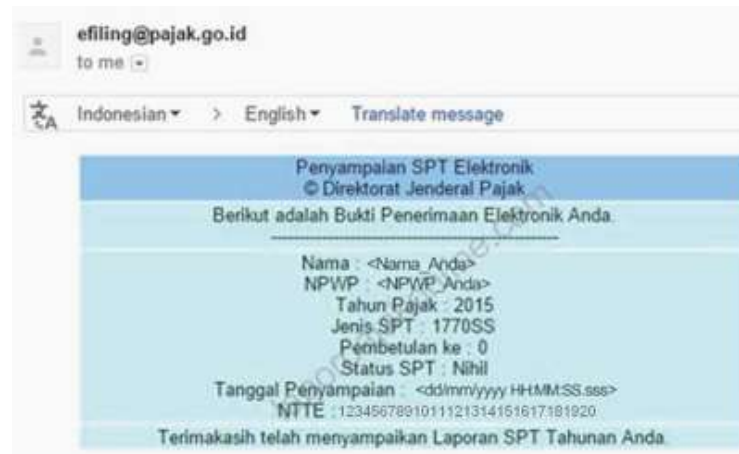 efiling@pajak.go.id
to me
Indonesian > English Translate message
Penyampaian SPT Elektronik
© Direktorat Jenderal Pajak
Berikut adalah Bukti Penerimaan Elektronik Anda.
Nama : <Nama_Anda>
NPWP : <NPWP_Anda>
Tahun Pajak : 2015
Jenis SPT : 1770SS
Pembetulan ke : 0
Status SPT : Nihil
Tanggal Penyampaian : <dd/mm/yyyy HH:MM:SS.sss>
NTTE : 1234567891011121314151617181920
Terimakasih telah menyampaikan Laporan SPT Tahunan Anda.